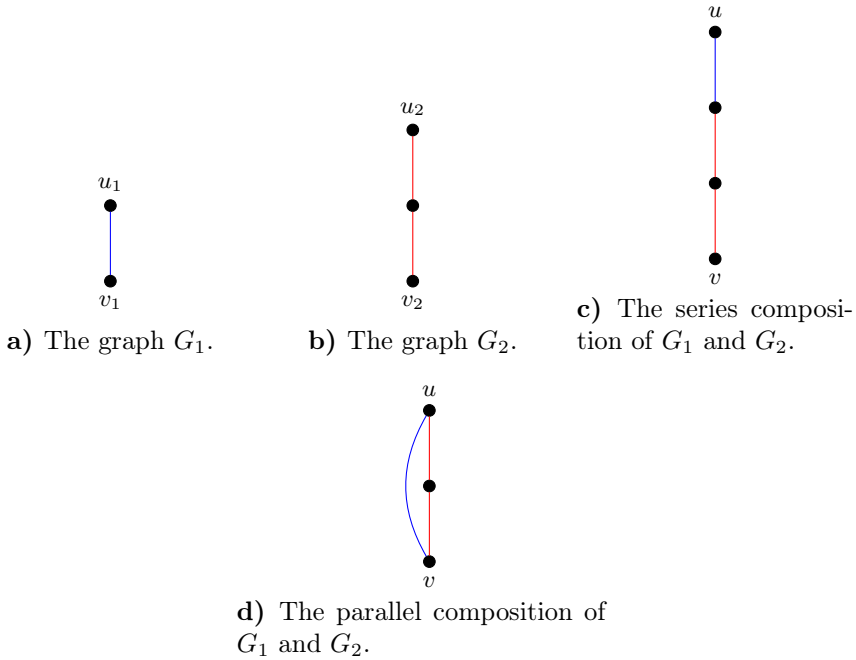 u
u₂
u₁
v₁
v₂
v
a) The graph G₁.
b) The graph G₂.
c) The series composi-
tion of G₁ and G₂.
u
v
d) The parallel composition of
G₁ and G₂.